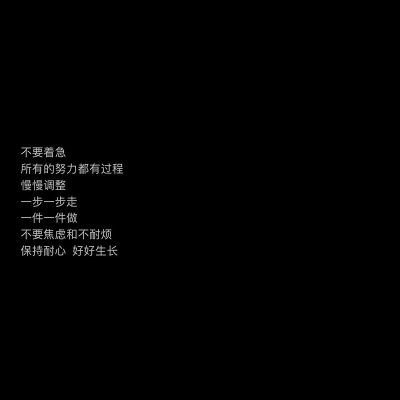 不要着急
所有的努力都有过程
慢慢调整
一步一步走
一件一件做
不要焦虑和不耐烦
保持耐心 好好生长